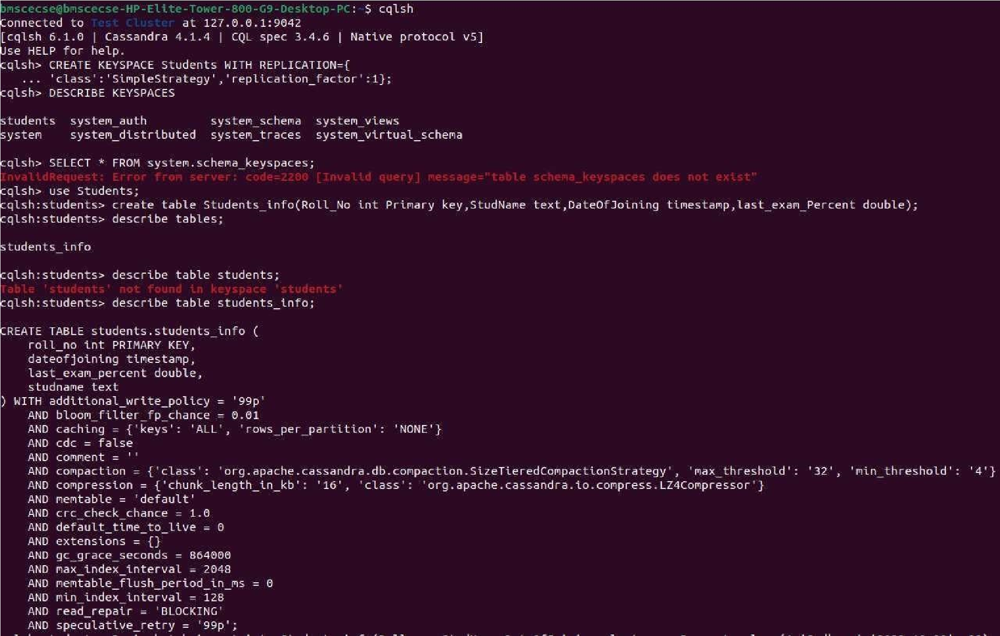 bmscecse@bmscecse-HP-Elite-Tower-800-G9-Desktop-PC:~$ cqlsh
Connected to Test Cluster at 127.0.0.1:9042
[cqlsh 6.1.0 | Cassandra 4.1.4 | CQL spec 3.4.6 | Native protocol v5]
Use HELP for help.
cqlsh> CREATE KEYSPACE Students WITH REPLICATION={
   ... 'class':'SimpleStrategy','replication_factor':1};
cqlsh> DESCRIBE KEYSPACES
students  system_auth         system_schema  system_views
system    system_distributed  system_traces  system_virtual_schema
cqlsh> SELECT * FROM system.schema_keyspaces;
InvalidRequest: Error from server: code=2200 [Invalid query] message="table schema_keyspaces does not exist"
cqlsh> use Students;
cqlsh:students> create table Students_info(Roll_No int Primary key,StudName text,DateOfJoining timestamp,last_exam_Percent double);
cqlsh:students> describe tables;
students_info
cqlsh:students> describe table students;
Table 'students' not found in keyspace 'students'
cqlsh:students> describe table students_info;
CREATE TABLE students.students_info (
    roll_no int PRIMARY KEY,
    dateofjoining timestamp,
    last_exam_percent double,
    studname text
) WITH additional_write_policy = '99p'
    AND bloom_filter_fp_chance = 0.01
    AND caching = {'keys': 'ALL', 'rows_per_partition': 'NONE'}
    AND cdc = false
    AND comment = ''
    AND compaction = {'class': 'org.apache.cassandra.db.compaction.SizeTieredCompactionStrategy', 'max_threshold': '32', 'min_threshold': '4'}
    AND compression = {'chunk_length_in_kb': '16', 'class': 'org.apache.cassandra.io.compress.LZ4Compressor'}
    AND memtable = 'default'
    AND crc_check_chance = 1.0
    AND default_time_to_live = 0
    AND extensions = {}
    AND gc_grace_seconds = 864000
    AND max_index_interval = 2048
    AND memtable_flush_period_in_ms = 0
    AND min_index_interval = 128
    AND read_repair = 'BLOCKING'
    AND speculative_retry = '99p';